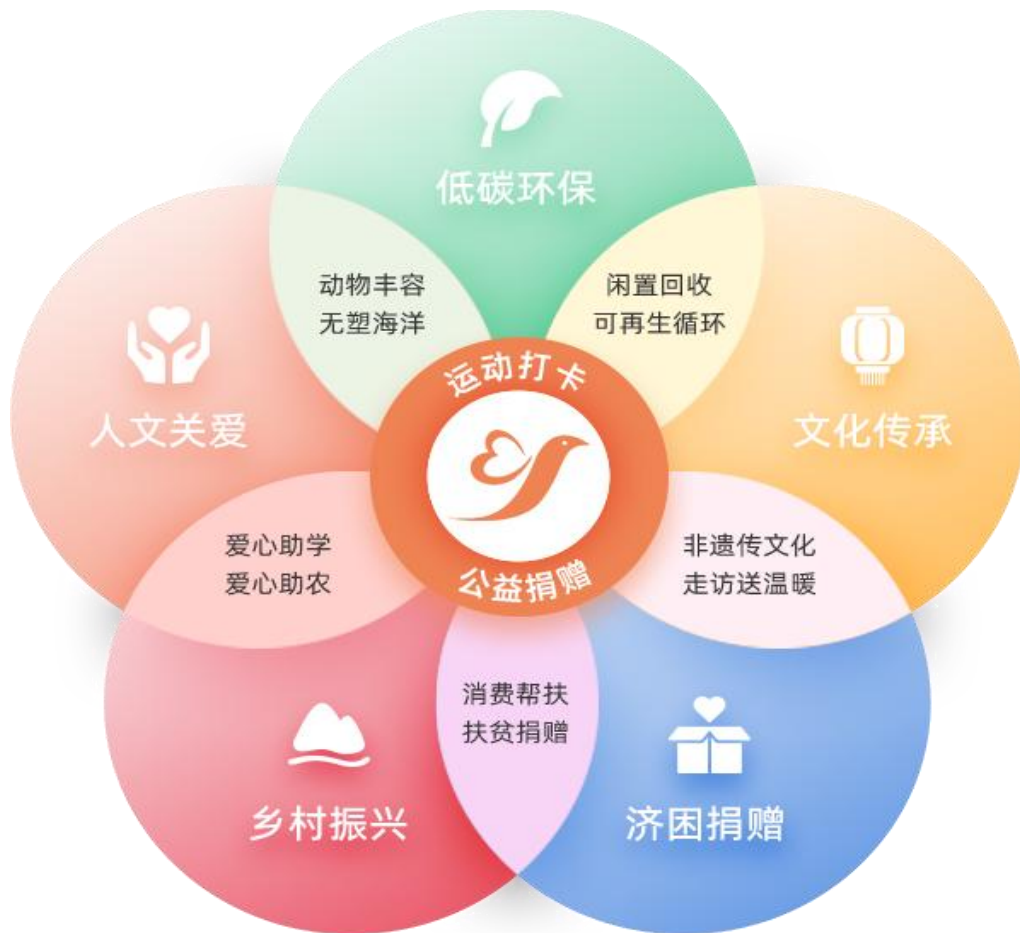 低碳环保
动物丰容
无塑海洋
闲置回收
可再生循环
人文关爱
运动打卡
公益捐赠
文化传承
爱心助学
爱心助农
非遗传文化
走访送温暖
消费帮扶
扶贫捐赠
乡村振兴
济困捐赠